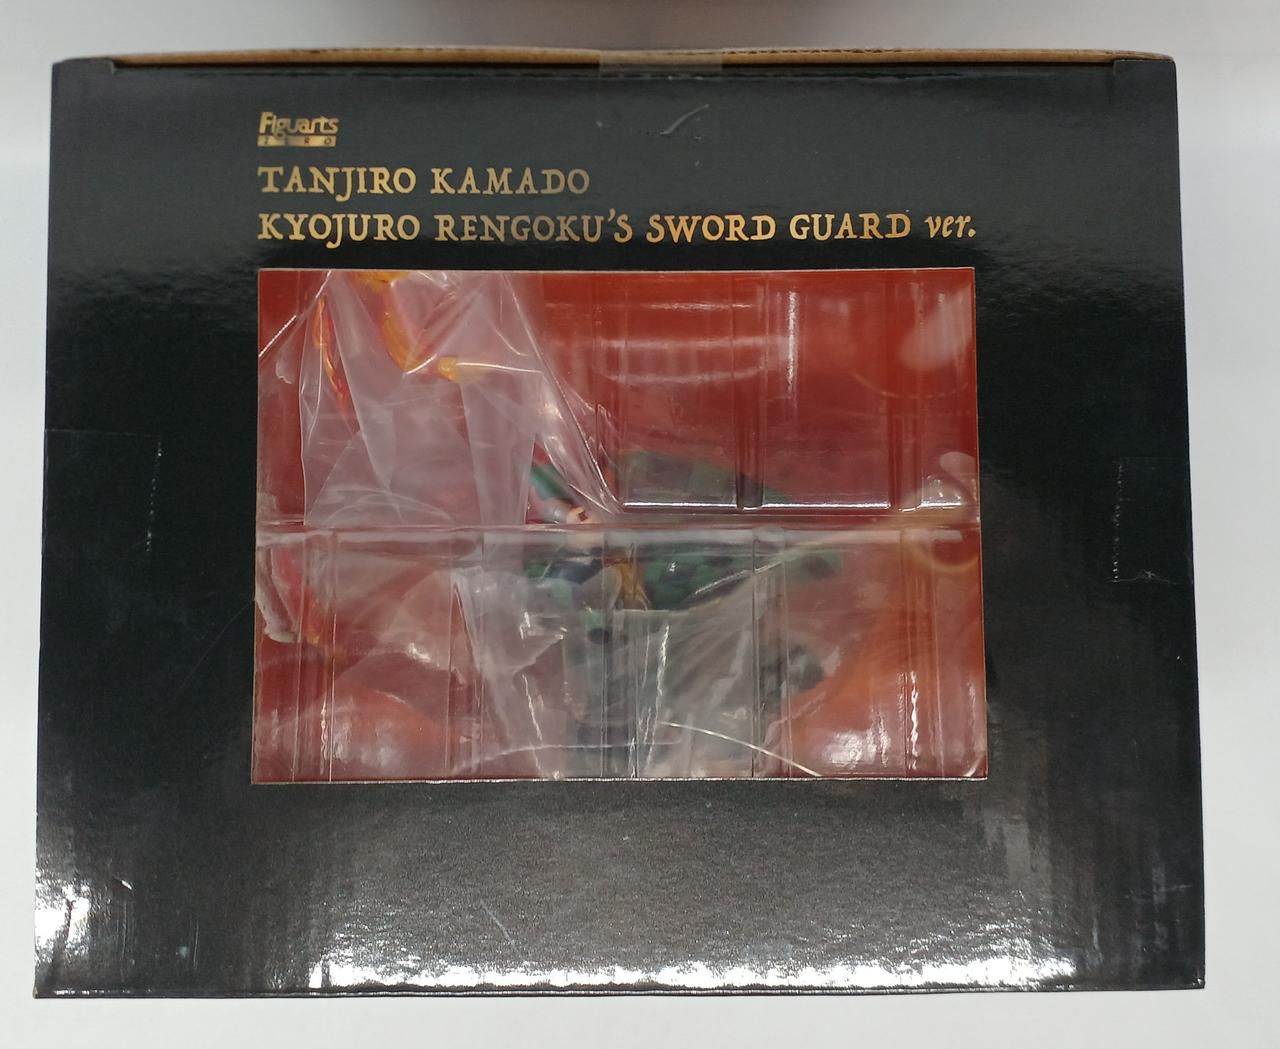 Figuarts
ZERO
TANJIRO KAMADO
KYOJURO RENGOKU'S SWORD GUARD ver.